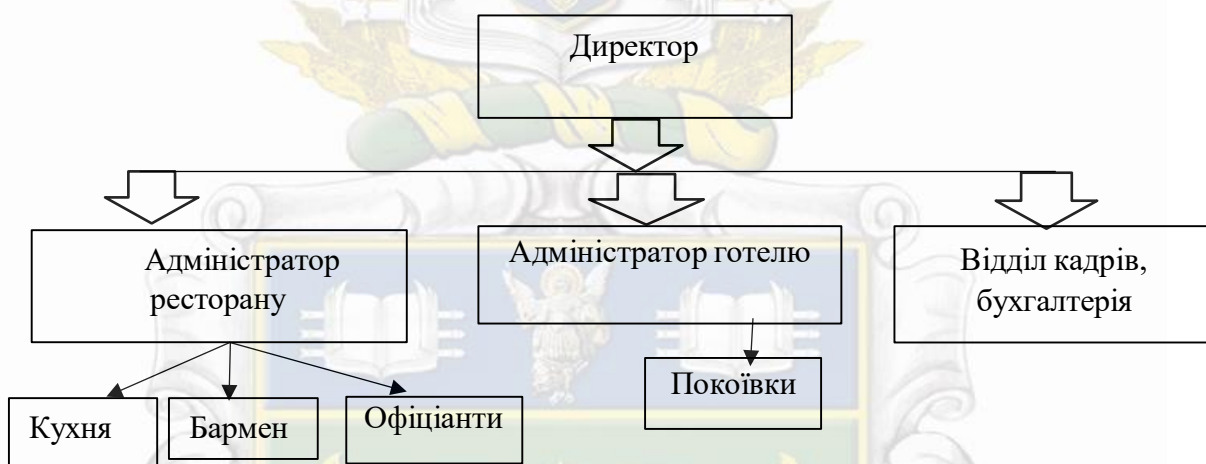 Директор
Адміністратор
ресторану
Адміністратор готелю
Відділ кадрів,
бухгалтерія
Покоївки
Кухня
Бармен
Офіціанти